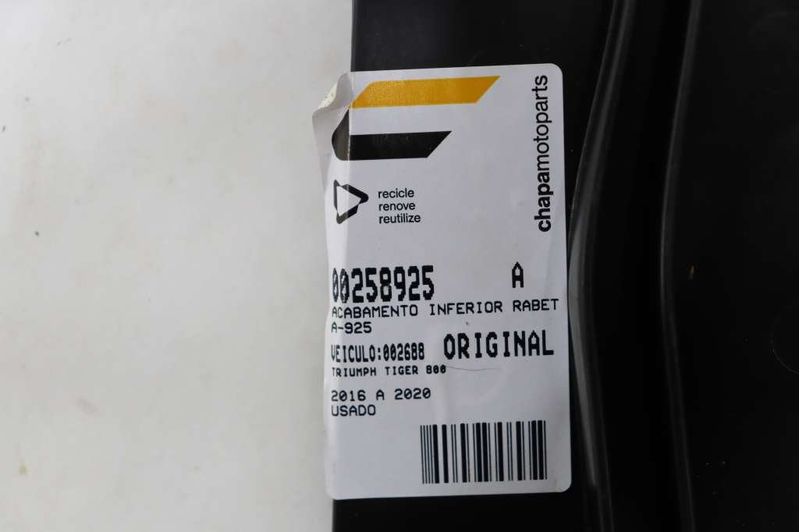 chapamotoparts
recicle
renove
reutilize
00258925 A
ACABAMENTO INFERIOR RABET
A-925
VEICULO:002688 ORIGINAL
TRIUMPH TIGER 800
2016 A 2020
USADO